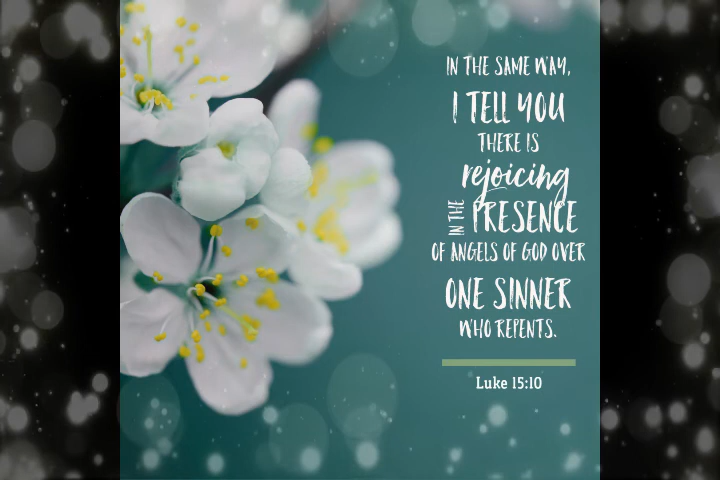 IN THE SAME WAY,
I TELL YOU
THERE IS
rejoicing
IN THE PRESENCE
OF ANGELS OF GOD OVER
ONE SINNER
WHO REPENTS.
Luke 15:10